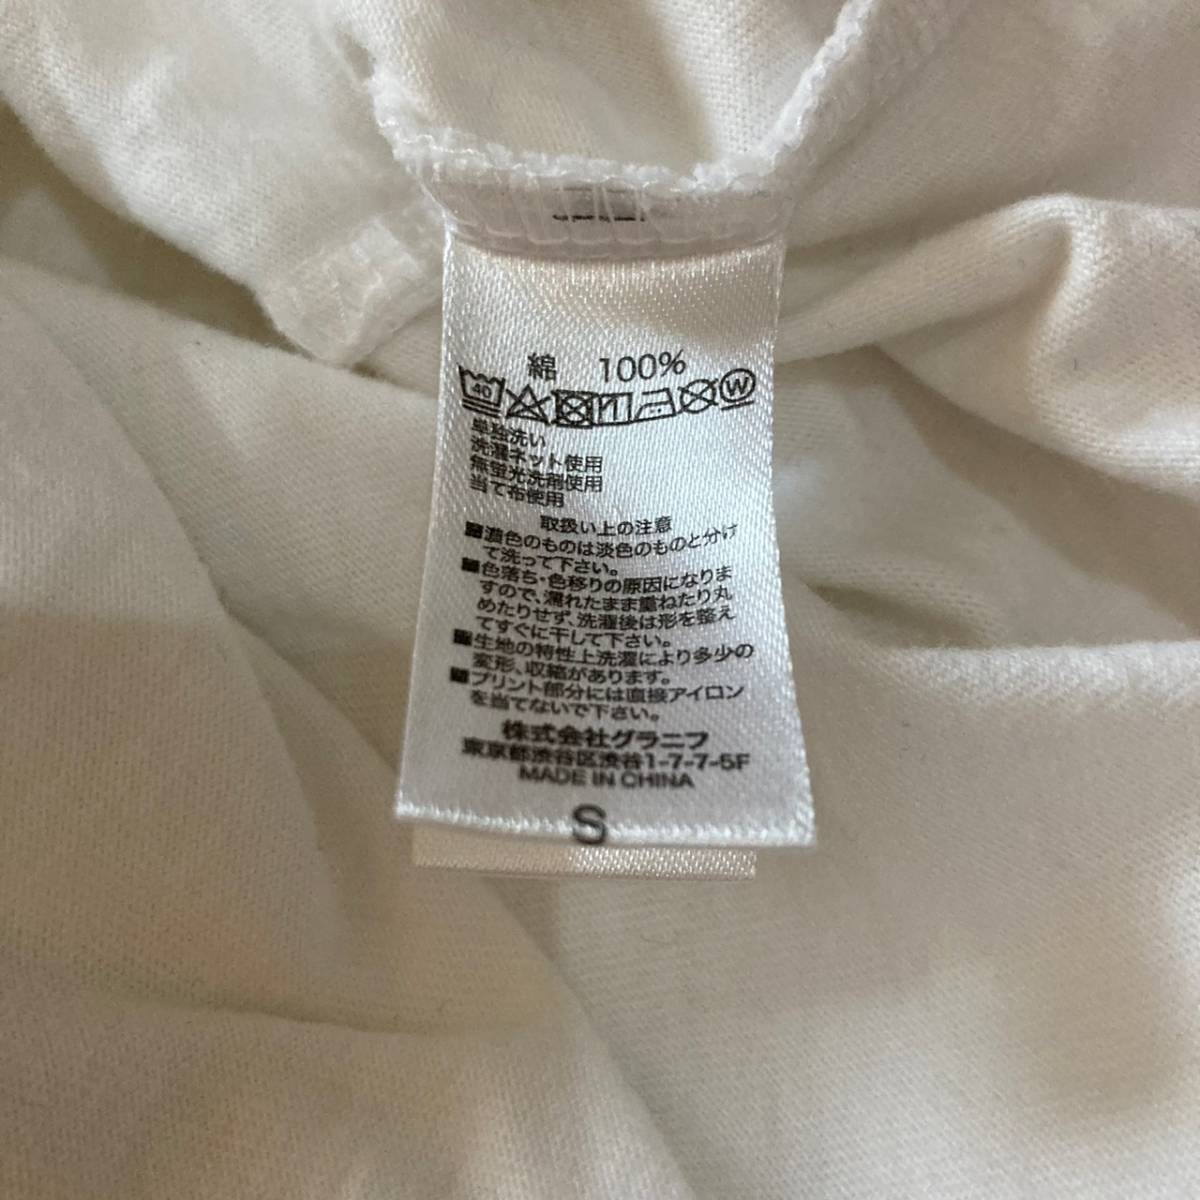 綿 100%
40 W
単独洗い
洗濯ネット使用
無蛍光洗剤使用
当て布使用
取扱い上の注意
■濃色のものは淡色のものと分け
て洗って下さい。
■色落ち・色移りの原因になりま
すので、濡れたまま重ねたり丸
めたりせず、洗濯後は形を整え
てすぐに干して下さい。
■生地の特性上洗濯により多少の
変形、収縮があります。
■プリント部分には直接アイロン
を当てないで下さい。
株式会社グラニフ
東京都渋谷区渋谷1-7-7-5F
MADE IN CHINA
S